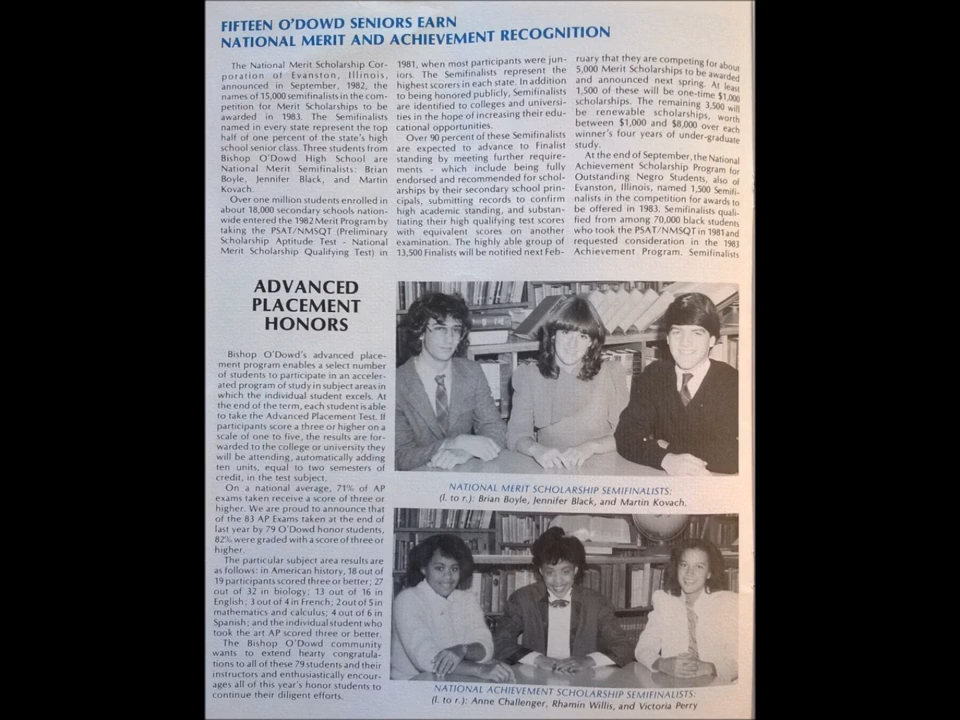 FIFTEEN O'DOWD SENIORS EARN
NATIONAL MERIT AND ACHIEVEMENT RECOGNITION
The National Merit Scholarship Cor-
poration of Evanston, Illinois,
announced in September, 1982, the
names of 15,000 semifinalists in the com-
petition for Merit Scholarships to be
awarded in 1983. The Semifinalists
named in every state represent the top
half of one percent of the state's high
school senior class. Three students from
Bishop O'Dowd High School are
National Merit Semifinalists: Brian
Boyle, Jennifer Black, and Martin
Kovach.
Over one million students enrolled in
about 18,000 secondary schools nation-
wide entered the 1982 Merit Program by
taking the PSAT/NMSQT (Preliminary
Scholarship Aptitude Test - National
Merit Scholarship Qualifying Test) in
1981, when most participants were jun-
iors. The Semifinalists represent the
highest scorers in each state. In addition
to being honored publicly, Semifinalists
are identified to colleges and universi-
ties in the hope of increasing their edu-
cational opportunities.
Over 90 percent of these Semifinalists
are expected to advance to Finalist
standing by meeting further require-
ments - which include being fully
endorsed and recommended for schol-
arships by their secondary school prin-
cipals, submitting records to confirm
high academic standing, and substan-
tiating their high qualifying test scores
with equivalent scores on another
examination. The highly able group of
13,500 Finalists will be notified next Feb-
ruary that they are competing for about
5,000 Merit Scholarships to be awarded
and announced next spring. At least
1,500 of these will be one-time $1,000
scholarships. The remaining 3,500 will
be renewable scholarships, worth
between $1,000 and $8,000 over each
winner's four years of under-graduate
study.
At the end of September, the National
Achievement Scholarship Program for
Outstanding Negro Students, also of
Evanston, Illinois, named 1,500 Semifi-
nalists in the competition for awards to
be offered in 1983. Semifinalists quali-
fied from among 70,000 black students
who took the PSAT/NMSQT in 1981 and
requested consideration in the 1983
Achievement Program. Semifinalists
ADVANCED
PLACEMENT
HONORS
Bishop O'Dowd's advanced place-
ment program enables a select number
of students to participate in an acceler-
ated program of study in subject areas in
which the individual student excels. At
the end of the term, each student is able
to take the Advanced Placement Test. If
participants score a three or higher on a
scale of one to five, the results are for-
warded to the college or university they
will be attending, automatically adding
ten units, equal to two semesters of
credit, in the test subject.
On a national average, 71% of AP
exams taken receive a score of three or
higher. We are proud to announce that
of the 83 AP Exams taken at the end of
last year by 79 O'Dowd honor students,
82% were graded with a score of three or
higher.
The particular subject area results are
as follows: in American history, 18 out of
19 participants scored three or better; 27
out of 32 in biology; 13 out of 16 in
English; 3 out of 4 in French; 2 out of 5 in
mathematics and calculus; 4 out of 6 in
Spanish; and the individual student who
took the art AP scored three or better.
The Bishop O'Dowd community
wants to extend hearty congratula-
tions to all of these 79 students and their
instructors and enthusiastically encour-
ages all of this year's honor students to
continue their diligent efforts.
NATIONAL MERIT SCHOLARSHIP SEMIFINALISTS:
(l. to r.): Brian Boyle, Jennifer Black, and Martin Kovach.
NATIONAL ACHIEVEMENT SCHOLARSHIP SEMIFINALISTS:
(l. to r.): Anne Challenger, Rhamin Willis, and Victoria Perry